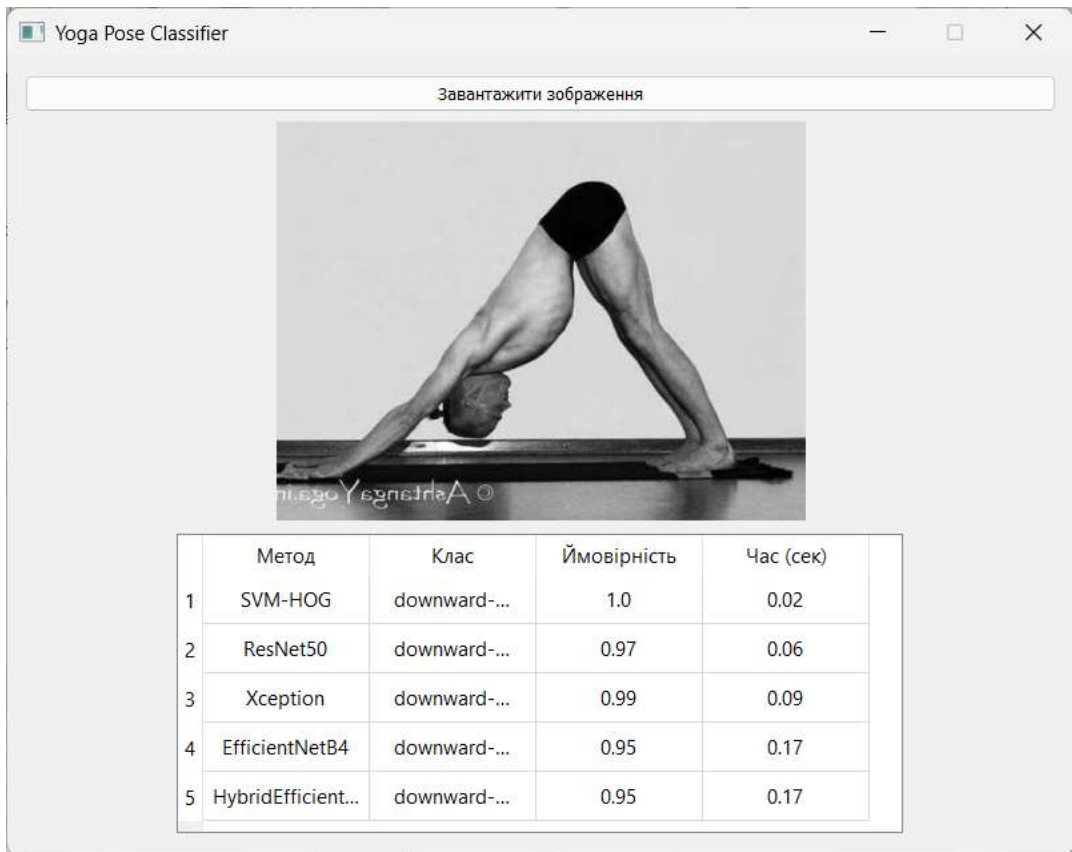 Yoga Pose Classifier
Завантажити зображення
© AshtangaYoga.in
Метод Клас Ймовірність Час (сек)
1 SVM-HOG downward-... 1.0 0.02
2 ResNet50 downward-... 0.97 0.06
3 Xception downward-... 0.99 0.09
4 EfficientNetB4 downward-... 0.95 0.17
5 HybridEfficient... downward-... 0.95 0.17